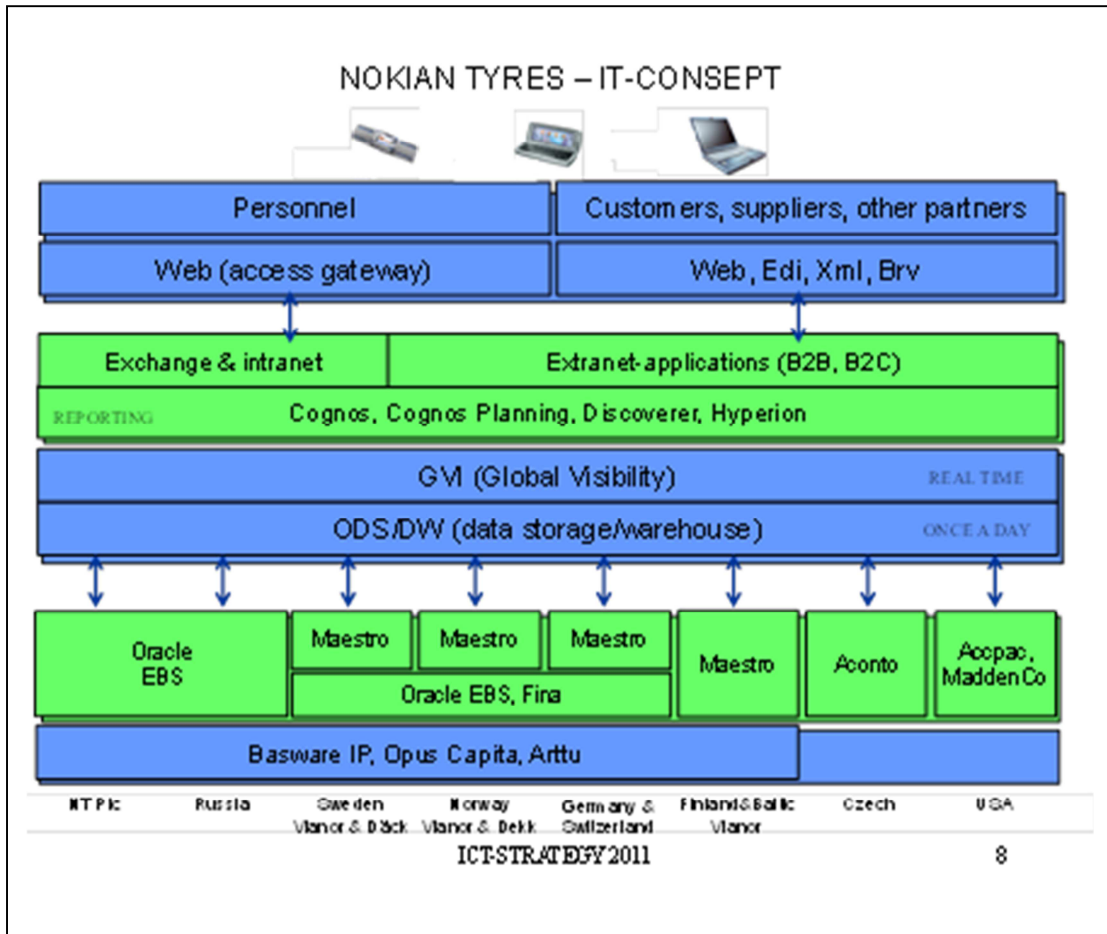 NOKIAN TYRES – IT-CONSEPT
Personnel
Customers, suppliers, other partners
Web (access gateway)
Web, Edi, Xml, Brv
Exchange & intranet
Extranet-applications (B2B, B2C)
REPORTING
Cognos, Cognos Planning, Discoverer, Hyperion
GVI (Global Visibility)
REAL TIME
ODS/DW (data storage/warehouse)
ONCE A DAY
Oracle
EBS
Maestro
Maestro
Maestro
Oracle EBS, Fina
Maestro
Aconto
Accpac,
MaddenCo
Basware IP, Opus Capita, Arttu
NT Plc
Russia
Sweden
Vianor & Däck
Norway
Vianor & Dekk
Germany &
Switzerland
Finland & Baltic
Vianor
Czech
USA
ICT-STRATEGY 2011
8